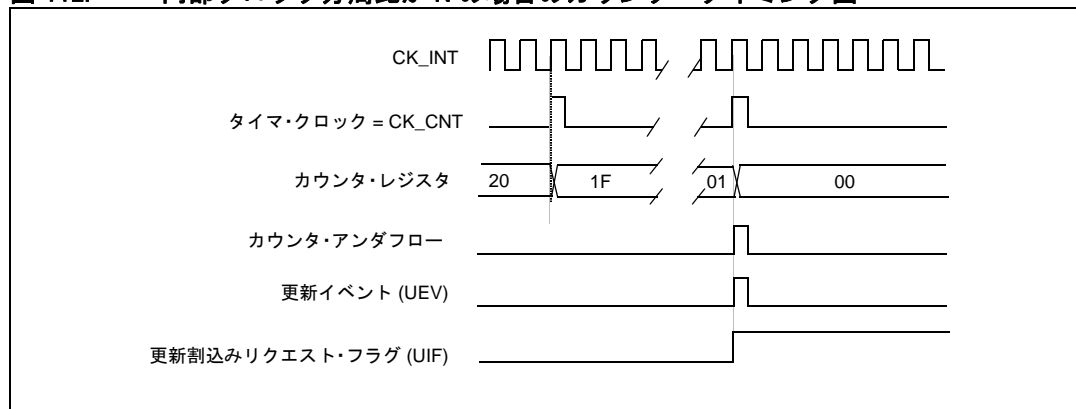 CK_INT
タイマ・クロック = CK_CNT
カウンタ・レジスタ 20 1F 01 00
カウンタ・アンダフロー
更新イベント (UEV)
更新割込みリクエスト・フラグ (UIF)